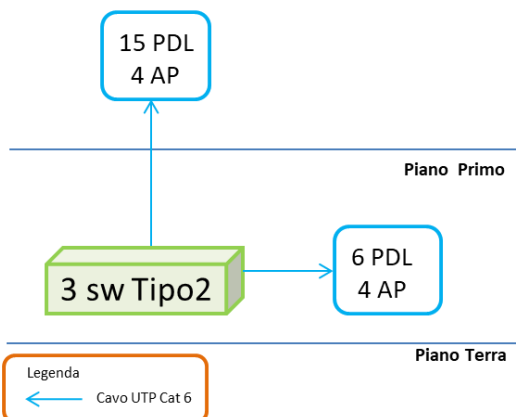 15 PDL
4 AP
Piano Primo
6 PDL
4 AP
3 sw Tipo2
Piano Terra
Legenda
Cavo UTP Cat 6